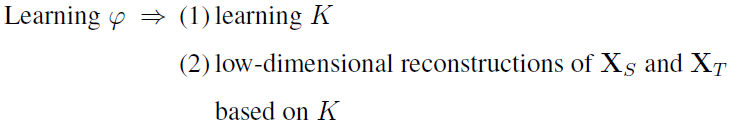 Learning φ ⇒ (1) learning K
(2) low-dimensional reconstructions of X_S and X_T
based on K